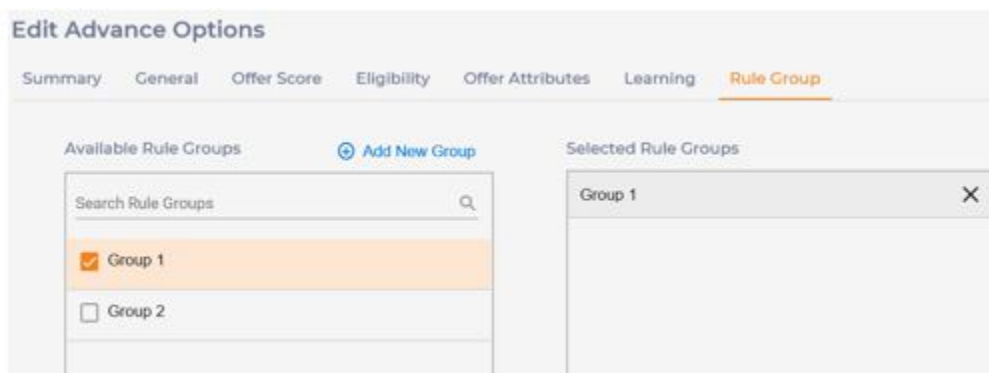 Edit Advance Options
Summary General Offer Score Eligibility Offer Attributes Learning Rule Group
Available Rule Groups Add New Group Selected Rule Groups
Search Rule Groups
Group 1
Group 1
Group 2